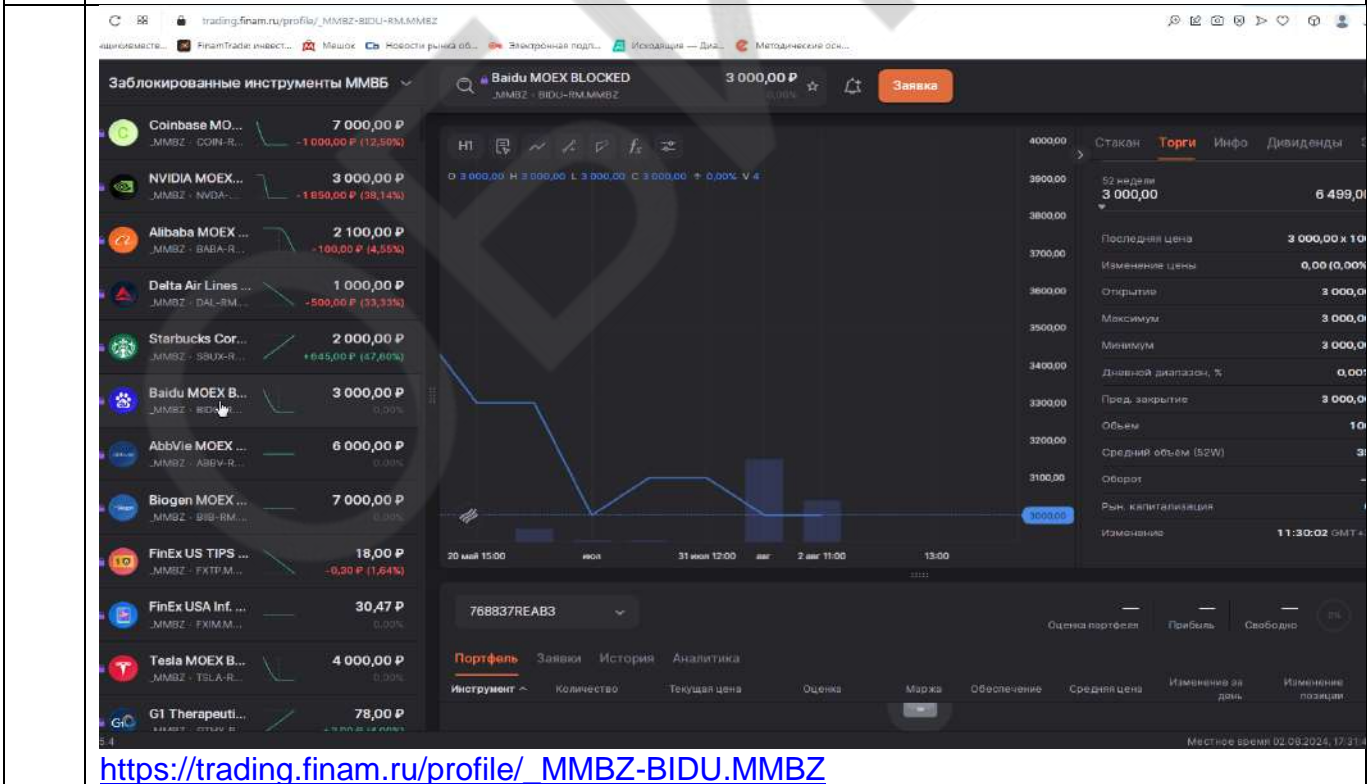 trading.finam.ru/profile/_MMBZ-BIDU-RM.MMBZ
FinamTrade: инвест... Мешок Новости рынка об... Электронная подп... Исходящие — Диа... Методические осн...
Заблокированные инструменты ММВБ
Baidu MOEX BLOCKED 3 000,00 ₽ Заявка
_MMBZ - BIDU-RM.MMBZ 0,00%
Coinbase MO... 7 000,00 ₽
_MMBZ - COIN-R... -1 000,00 ₽ (12,50%)
NVIDIA MOEX... 3 000,00 ₽
_MMBZ - NVDA-... -1 850,00 ₽ (38,14%)
Alibaba MOEX ... 2 100,00 ₽
_MMBZ - BABA-R... -100,00 ₽ (4,55%)
Delta Air Lines ... 1 000,00 ₽
_MMBZ - DAL-RM... -500,00 ₽ (33,33%)
Starbucks Cor... 2 000,00 ₽
_MMBZ - SBUX-R... +645,00 ₽ (47,60%)
Baidu MOEX B... 3 000,00 ₽
_MMBZ - BIDU-R... 0,00%
AbbVie MOEX ... 6 000,00 ₽
_MMBZ - ABBV-R... 0,00%
Biogen MOEX ... 7 000,00 ₽
_MMBZ - BIIB-RM... 0,00%
FinEx US TIPS ... 18,00 ₽
_MMBZ - FXTP.M... -0,30 ₽ (1,64%)
FinEx USA Inf. ... 30,47 ₽
_MMBZ - FXIM.M... 0,00%
Tesla MOEX B... 4 000,00 ₽
_MMBZ - TSLA-R... 0,00%
G1 Therapeuti... 78,00 ₽
H1
O 3 000,00 H 3 000,00 L 3 000,00 C 3 000,00 0,00% V 4
4000,00
3900,00
3800,00
3700,00
3600,00
3500,00
3400,00
3300,00
3200,00
3100,00
3000,00
20 май 15:00 июл 31 июл 12:00 авг 2 авг 11:00 13:00
Стакан Торги Инфо Дивиденды
52 недели
3 000,00 6 499,0
Последняя цена 3 000,00 x 10
Изменение цены 0,00 (0,00%
Открытие 3 000,0
Максимум 3 000,0
Минимум 3 000,0
Дневной диапазон, % 0,00
Пред. закрытие 3 000,0
Объем 10
Средний объем (52W) 3
Оборот
Рын. капитализация
Изменение 11:30:02 GMT+
768837REAB3
Оценка портфеля Прибыль Свободно
Портфель Заявки История Аналитика
Инструмент Количество Текущая цена Оценка Маржа Обеспечение Средняя цена Изменение за день Изменение позиции
5.4 Местное время 02.08.2024, 17:31:4
https://trading.finam.ru/profile/_MMBZ-BIDU.MMBZ